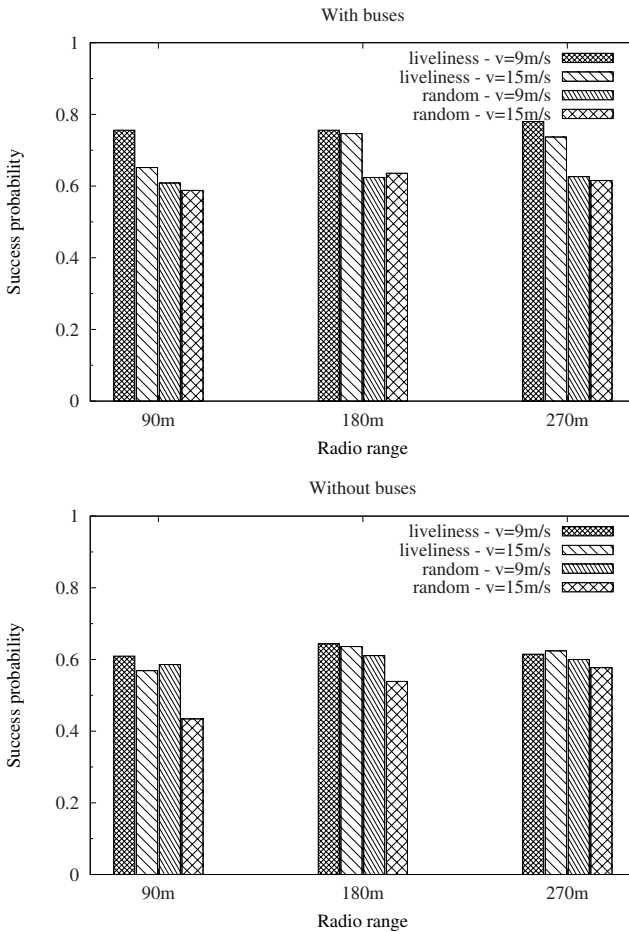 With buses
1
liveliness - v=9m/s
liveliness - v=15m/s
0.8
random - v=9m/s
random - v=15m/s
0.6
Success probability
0.4
0.2
0
90m
180m
270m
Radio range
Without buses
1
liveliness - v=9m/s
liveliness - v=15m/s
random - v=9m/s
0.8
random - v=15m/s
0.6
Success probability
0.4
0.2
0
90m
180m
270m
Radio range